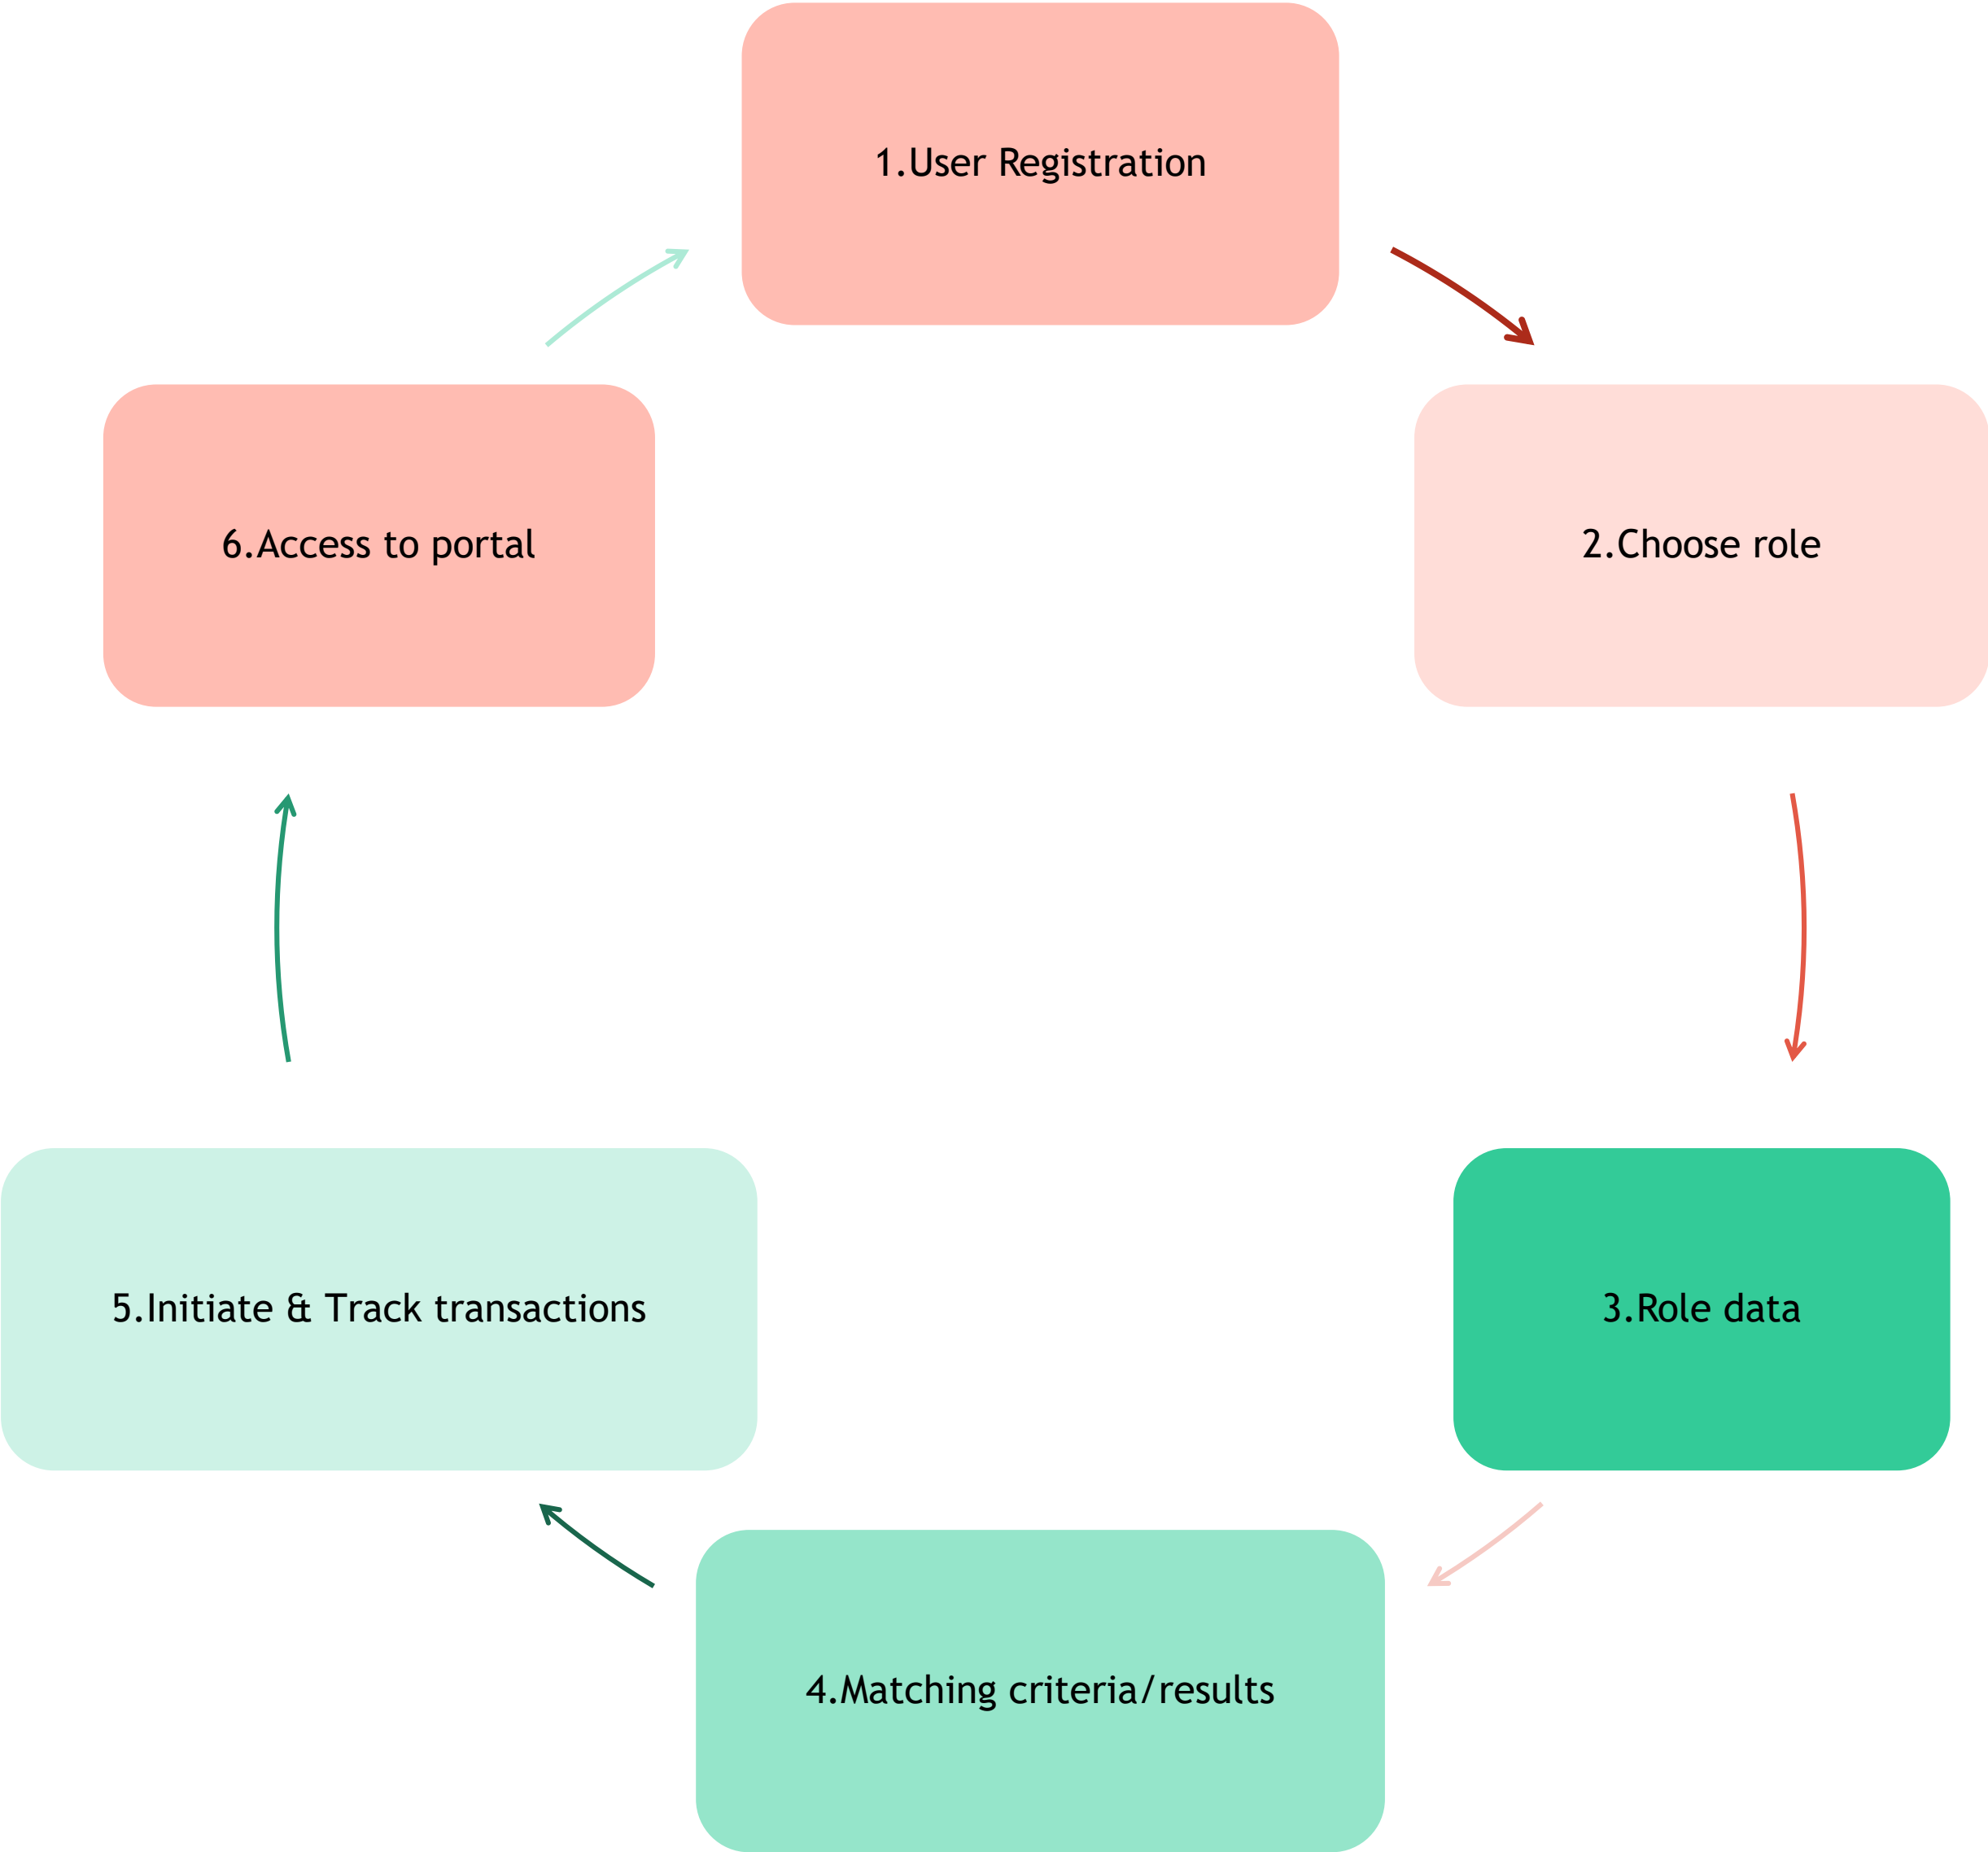 1.User Registration
2.Choose role
3.Role data
4.Matching criteria/results
5.Initiate & Track transactions
6.Access to portal